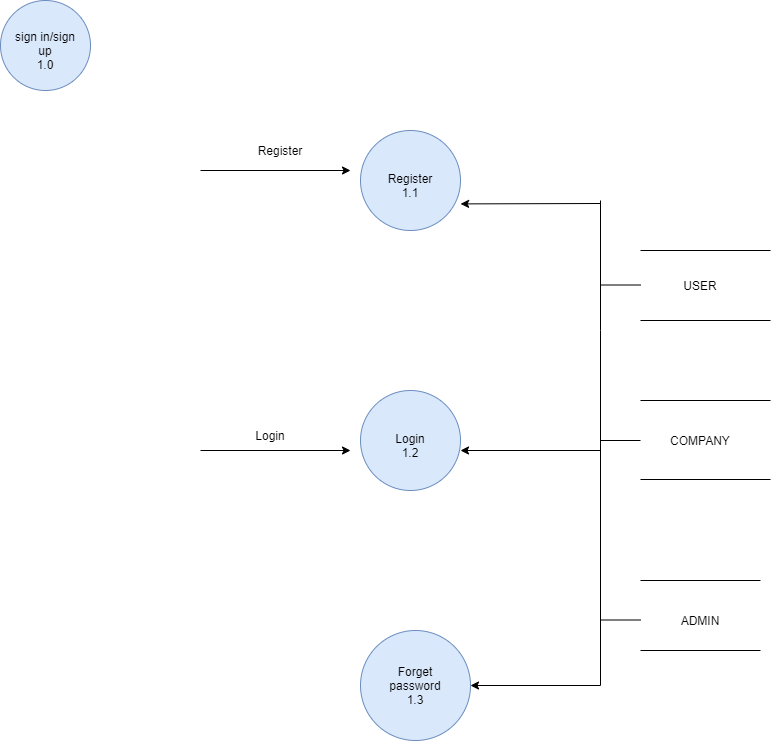 sign in/sign
up
1.0
Register
Register
1.1
USER
Login
Login
1.2
COMPANY
ADMIN
Forget
password
1.3